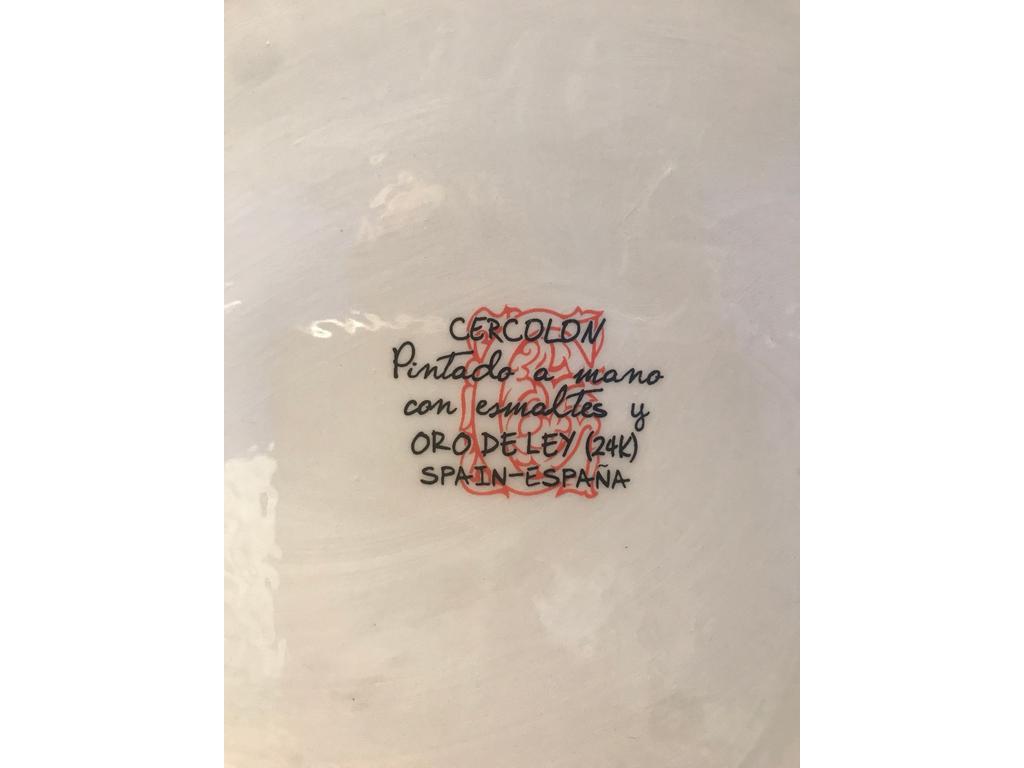 CERCOLON
Pintado a mano
con esmaltes y
ORO DE LEY (24K)
SPAIN-ESPAÑA